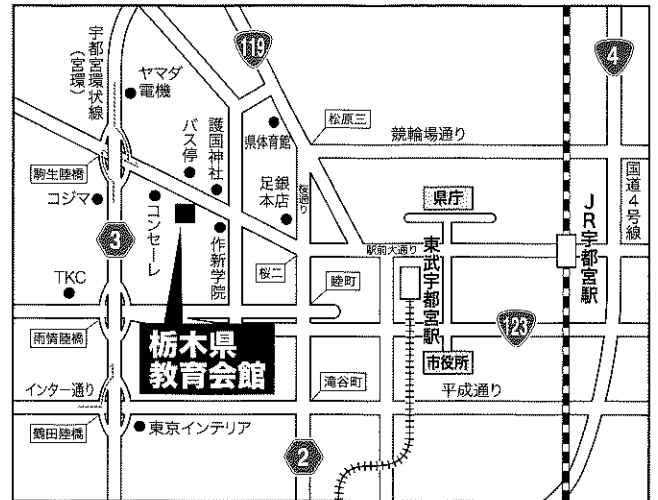 宇都宮環状線
（宮環）
ヤマダ
電機
119
4
松原三
競輪場通り
県体育館
護国神社
バス停
駒生陸橋
コジマ
コンセーレ
足銀
本店
桜通り
作新学院
県庁
国道4号線
JR宇都宮駅
3
駅前大通り
東武宇都宮駅
桜二
睦町
TKC
雨情陸橋
栃木県
教育会館
123
市役所
インター通り
滝谷町
平成通り
鶴田陸橋
東京インテリア
2